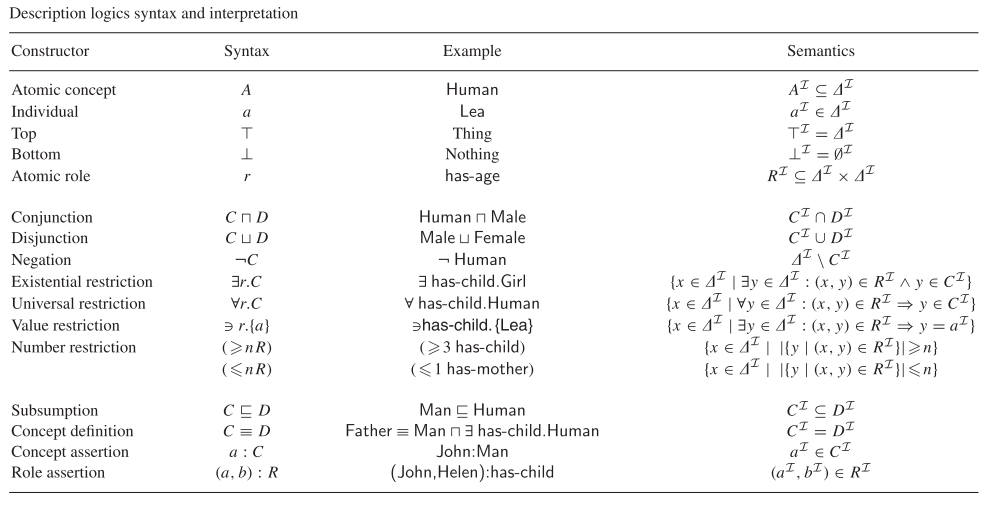 Description logics syntax and interpretation
Constructor Syntax Example Semantics
Atomic concept A Human A^ℐ ⊆ Δ^ℐ
Individual a Lea a^ℐ ∈ Δ^ℐ
Top ⊤ Thing ⊤^ℐ = Δ^ℐ
Bottom ⊥ Nothing ⊥^ℐ = ∅^ℐ
Atomic role r has-age R^ℐ ⊆ Δ^ℐ × Δ^ℐ
Conjunction C ⊓ D Human ⊓ Male C^ℐ ∩ D^ℐ
Disjunction C ⊔ D Male ⊔ Female C^ℐ ∪ D^ℐ
Negation ¬C ¬ Human Δ^ℐ \ C^ℐ
Existential restriction ∃r.C ∃ has-child.Girl {x ∈ Δ^ℐ | ∃y ∈ Δ^ℐ : (x, y) ∈ R^ℐ ∧ y ∈ C^ℐ}
Universal restriction ∀r.C ∀ has-child.Human {x ∈ Δ^ℐ | ∀y ∈ Δ^ℐ : (x, y) ∈ R^ℐ ⇒ y ∈ C^ℐ}
Value restriction ∋ r.{a} ∋has-child.{Lea} {x ∈ Δ^ℐ | ∃y ∈ Δ^ℐ : (x, y) ∈ R^ℐ ⇒ y = a^ℐ}
Number restriction (⩾nR) (⩾3 has-child) {x ∈ Δ^ℐ | |{y | (x, y) ∈ R^ℐ}|⩾n}
(⩽nR) (⩽1 has-mother) {x ∈ Δ^ℐ | |{y | (x, y) ∈ R^ℐ}|⩽n}
Subsumption C ⊑ D Man ⊑ Human C^ℐ ⊆ D^ℐ
Concept definition C ≡ D Father ≡ Man ⊓ ∃ has-child.Human C^ℐ = D^ℐ
Concept assertion a : C John:Man a^ℐ ∈ C^ℐ
Role assertion (a, b) : R (John,Helen):has-child (a^ℐ, b^ℐ) ∈ R^ℐ